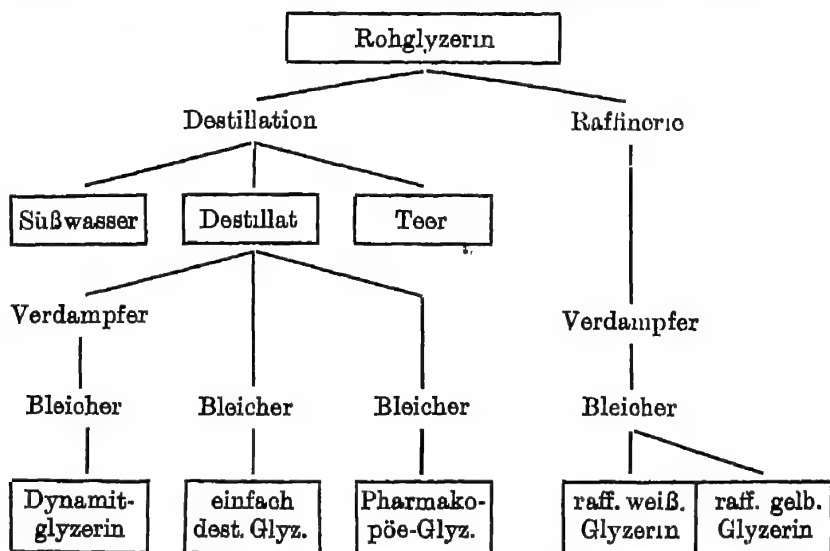 Rohglyzerin
Destillation Raffinerie
Süßwasser Destillat Teer
Verdampfer Verdampfer
Bleicher Bleicher Bleicher Bleicher
Dynamit- einfach Pharmako- raff. weiß. raff. gelb.
glyzerin dest. Glyz. pöe-Glyz. Glyzerin Glyzerin